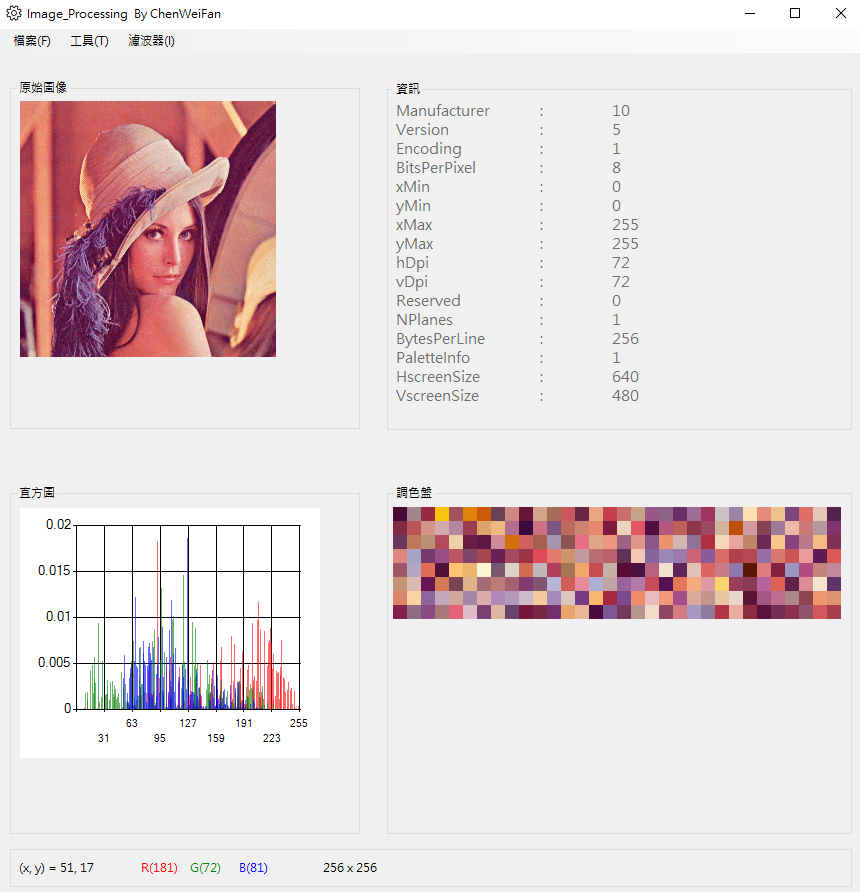 Image_Processing By ChenWeiFan
檔案(F) 工具(T) 濾波器(I)
原始圖像
資訊
Manufacturer : 10
Version : 5
Encoding : 1
BitsPerPixel : 8
xMin : 0
yMin : 0
xMax : 255
yMax : 255
hDpi : 72
vDpi : 72
Reserved : 0
NPlanes : 1
BytesPerLine : 256
PaletteInfo : 1
HscreenSize : 640
VscreenSize : 480
直方圖
0.02
0.015
0.01
0.005
0
63 127 191 255
31 95 159 223
調色盤
(x, y) = 51, 17 R(181) G(72) B(81) 256 x 256